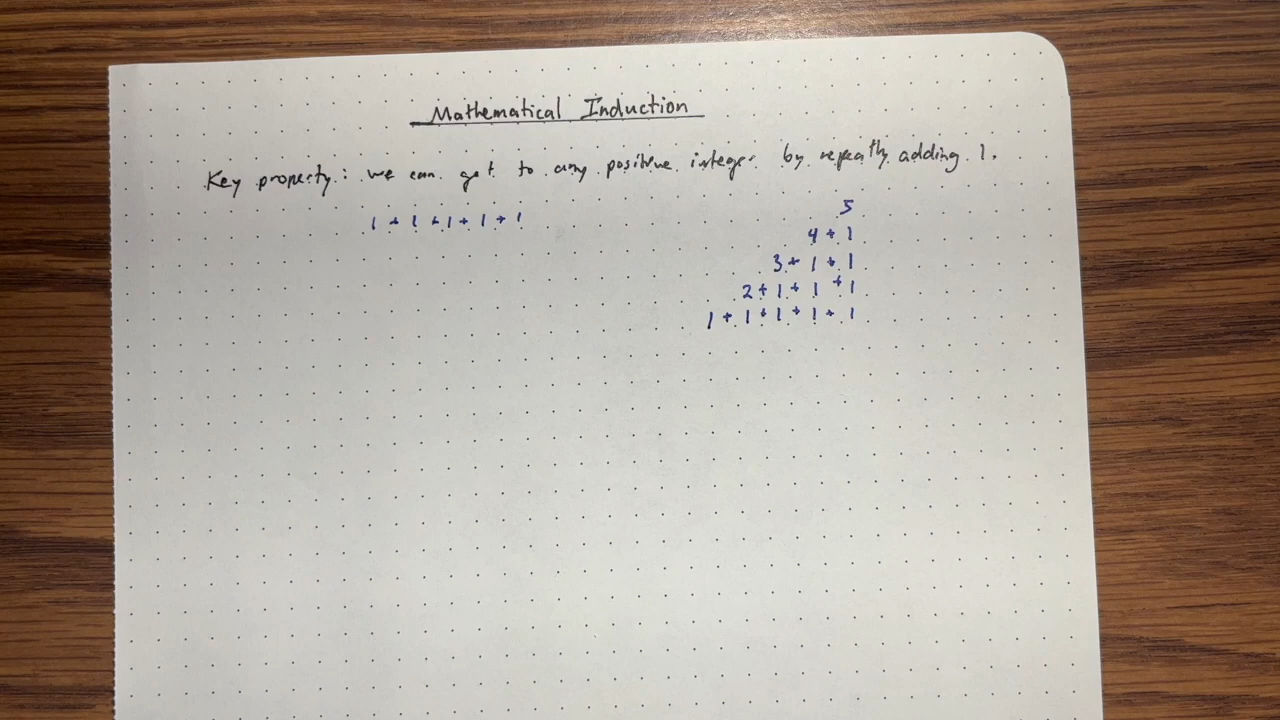 Mathematical Induction
Key property: we can get to any positive integer by repeatly adding 1.
1 + 1 + 1 + 1 + 1
5
4 + 1
3 + 1 + 1
2 + 1 + 1 + 1
1 + 1 + 1 + 1 + 1